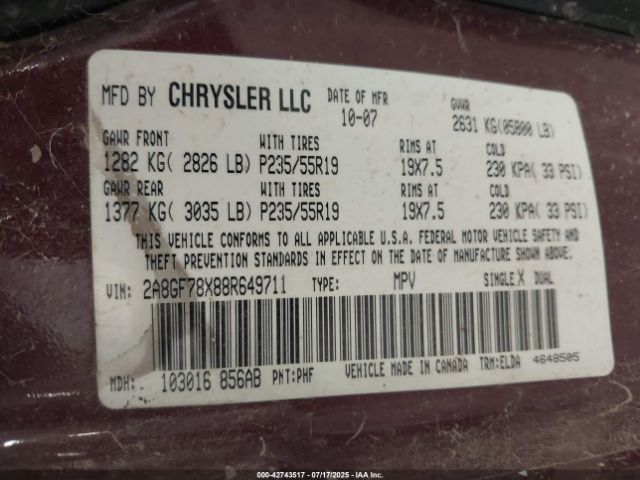 MFD BY CHRYSLER LLC DATE OF MFR GVWR
10-07 2631 KG(05800 LB)
GAWR FRONT WITH TIRES RIMS AT COLD
1282 KG( 2826 LB) P235/55R19 19X7.5 230 KPA( 33 PSI)
GAWR REAR WITH TIRES RIMS AT COLD
1377 KG( 3035 LB) P235/55R19 19X7.5 230 KPA( 33 PSI)
THIS VEHICLE CONFORMS TO ALL APPLICABLE U.S.A. FEDERAL MOTOR VEHICLE SAFETY AND
THEFT PREVENTION STANDARDS IN EFFECT ON THE DATE OF MANUFACTURE SHOWN ABOVE.
VIN: 2A8GF78X88R649711 TYPE: MPV SINGLE X DUAL
MDH: 103016 856AB PNT:PHF VEHICLE MADE IN CANADA TRM:ELDA 4648505
000-42743517 - 07/17/2025 - IAA Inc.